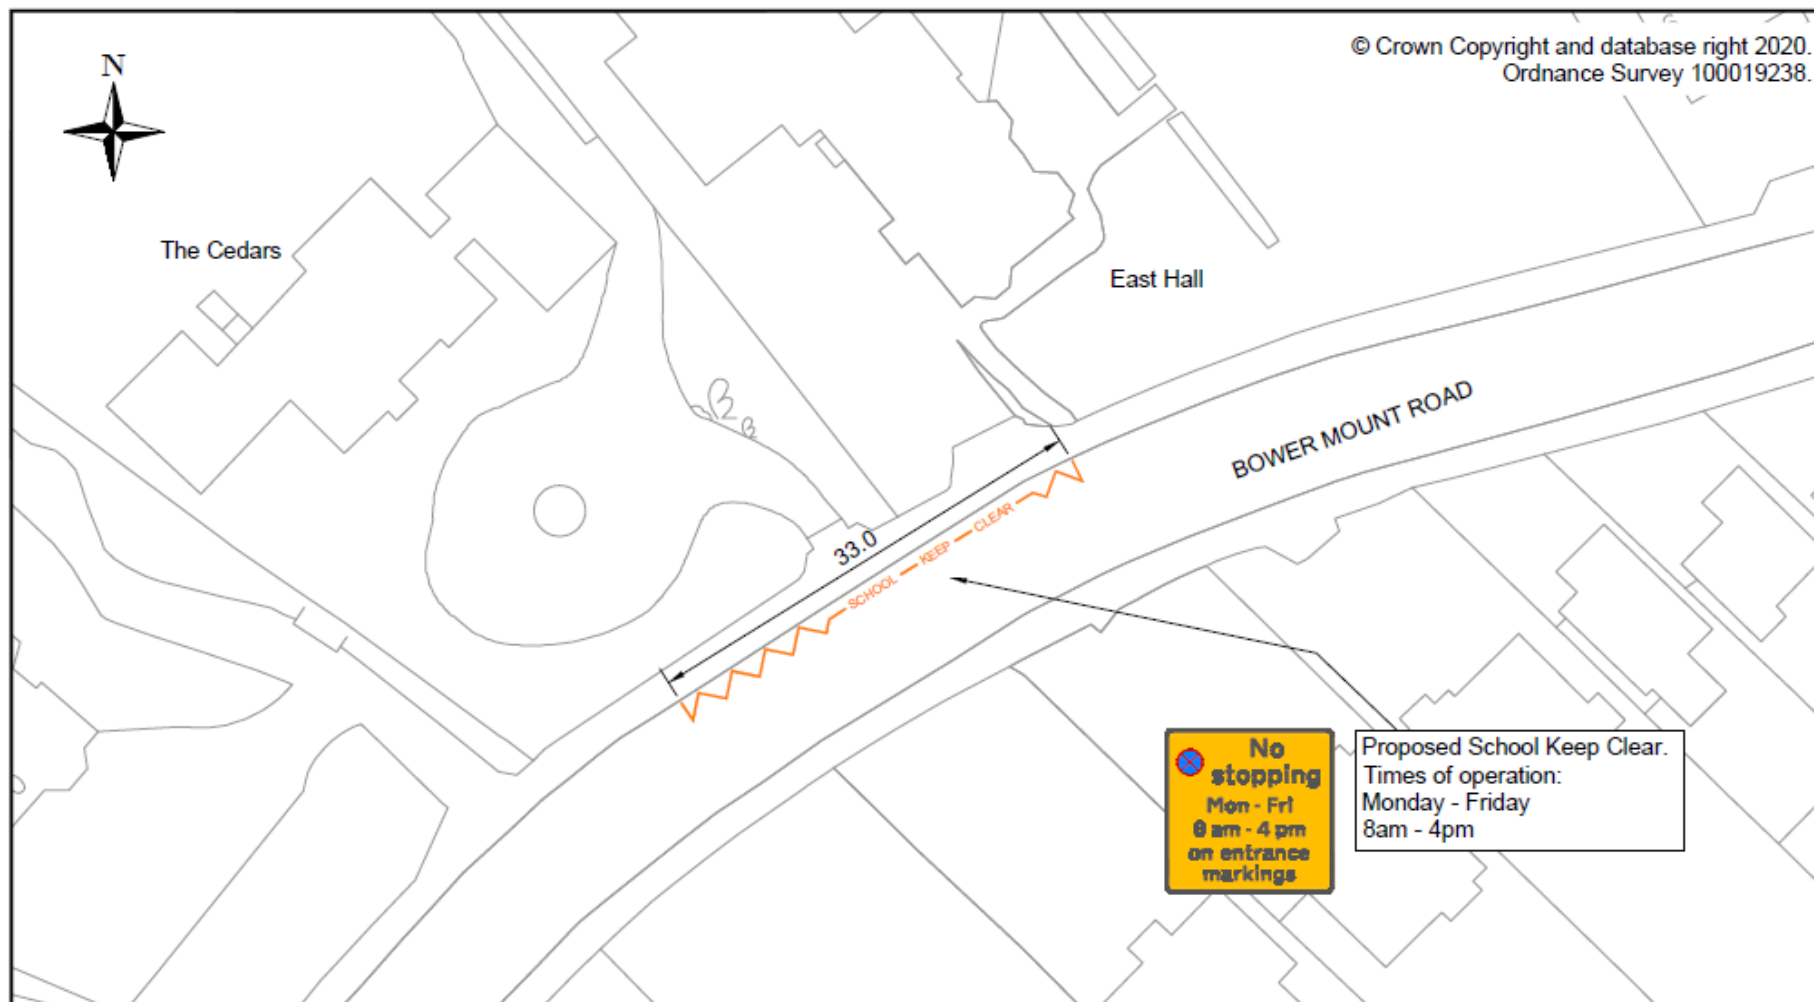 © Crown Copyright and database right 2020.
Ordnance Survey 100019238.
N
The Cedars
East Hall
BOWER MOUNT ROAD
33.0
SCHOOL KEEP CLEAR
No
stopping
Mon - Fri
8 am - 4 pm
on entrance
markings
Proposed School Keep Clear.
Times of operation:
Monday - Friday
8am - 4pm